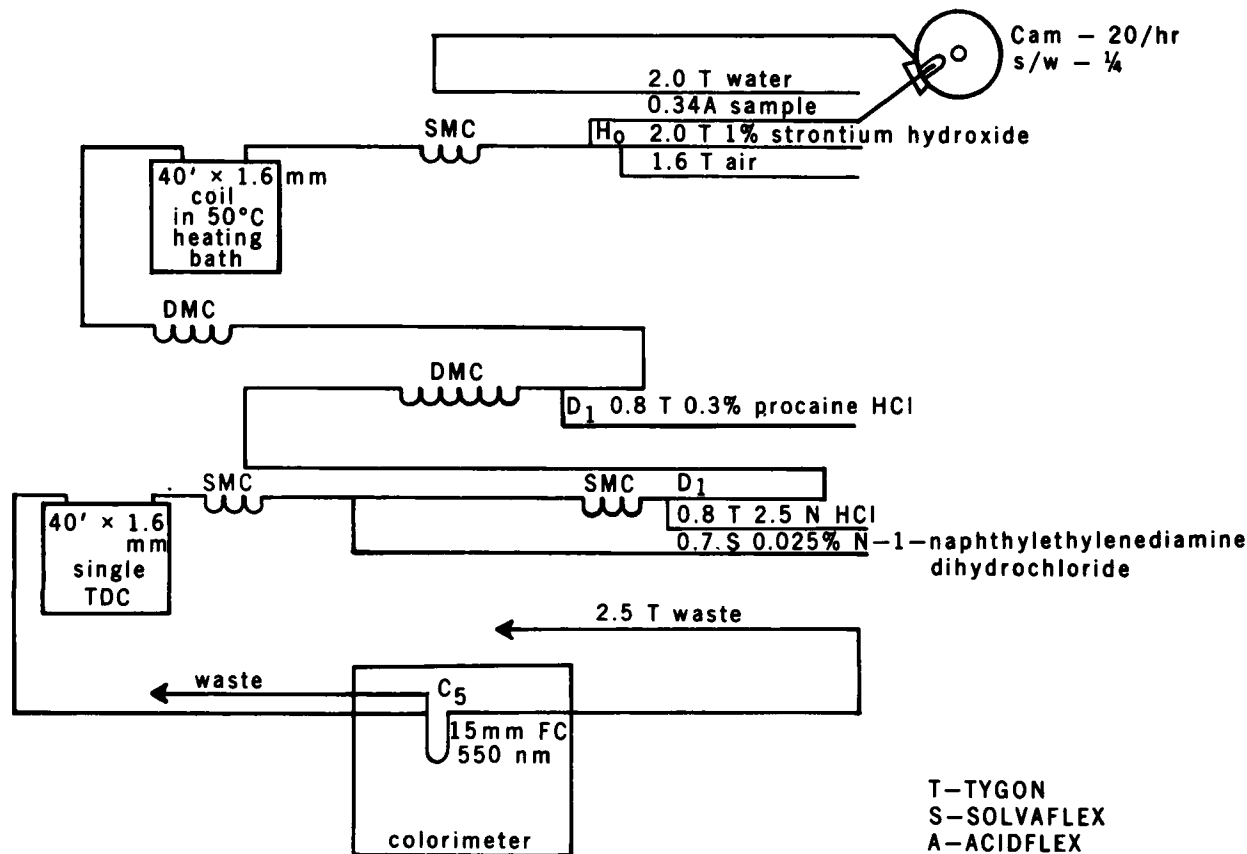 Cam – 20/hr
s/w – ¼
2.0 T water
0.34A sample
SMC
H0 2.0 T 1% strontium hydroxide
1.6 T air
40' × 1.6 mm
coil
in 50°C
heating
bath
DMC
DMC
D1 0.8 T 0.3% procaine HCl
SMC
SMC
D1
0.8 T 2.5 N HCl
0.7 S 0.025% N–1–naphthylethylenediamine
dihydrochloride
40' × 1.6
mm
single
TDC
2.5 T waste
waste
C5
15mm FC
550 nm
colorimeter
T–TYGON
S–SOLVAFLEX
A–ACIDFLEX